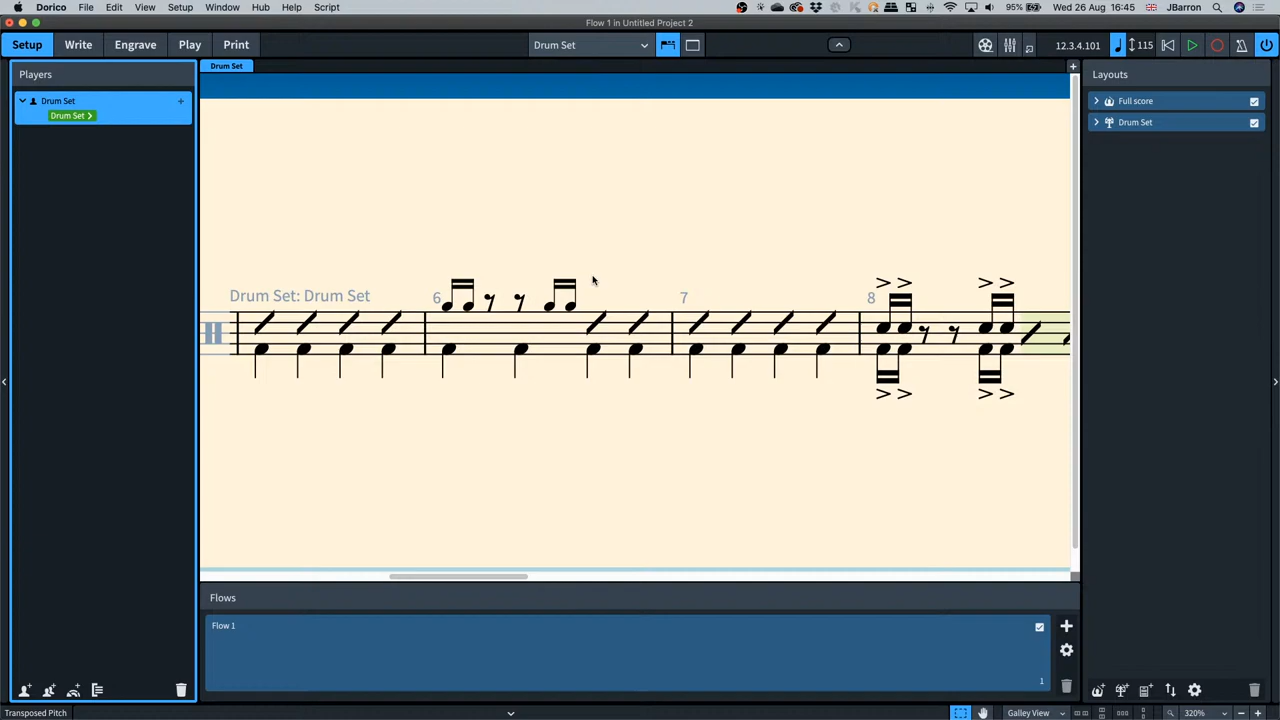 Dorico File Edit View Setup Window Hub Help Script 95% Wed 26 Aug 16:45 JBarron
Flow 1 in Untitled Project 2
Setup Write Engrave Play Print Drum Set 12.3.4.101 115
Players
Drum Set
Drum Set
Drum Set
Drum Set: Drum Set
6
7
8
Layouts
Full score
Drum Set
Flows
Flow 1
1
Transposed Pitch
Galley View
320%